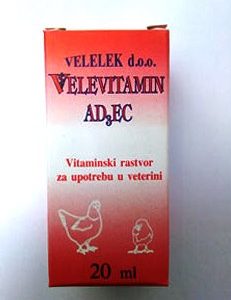 VELELEK d.o.o.
VELEVITAMIN
AD3EC
Vitaminski rastvor
za upotrebu u veterini
20 ml